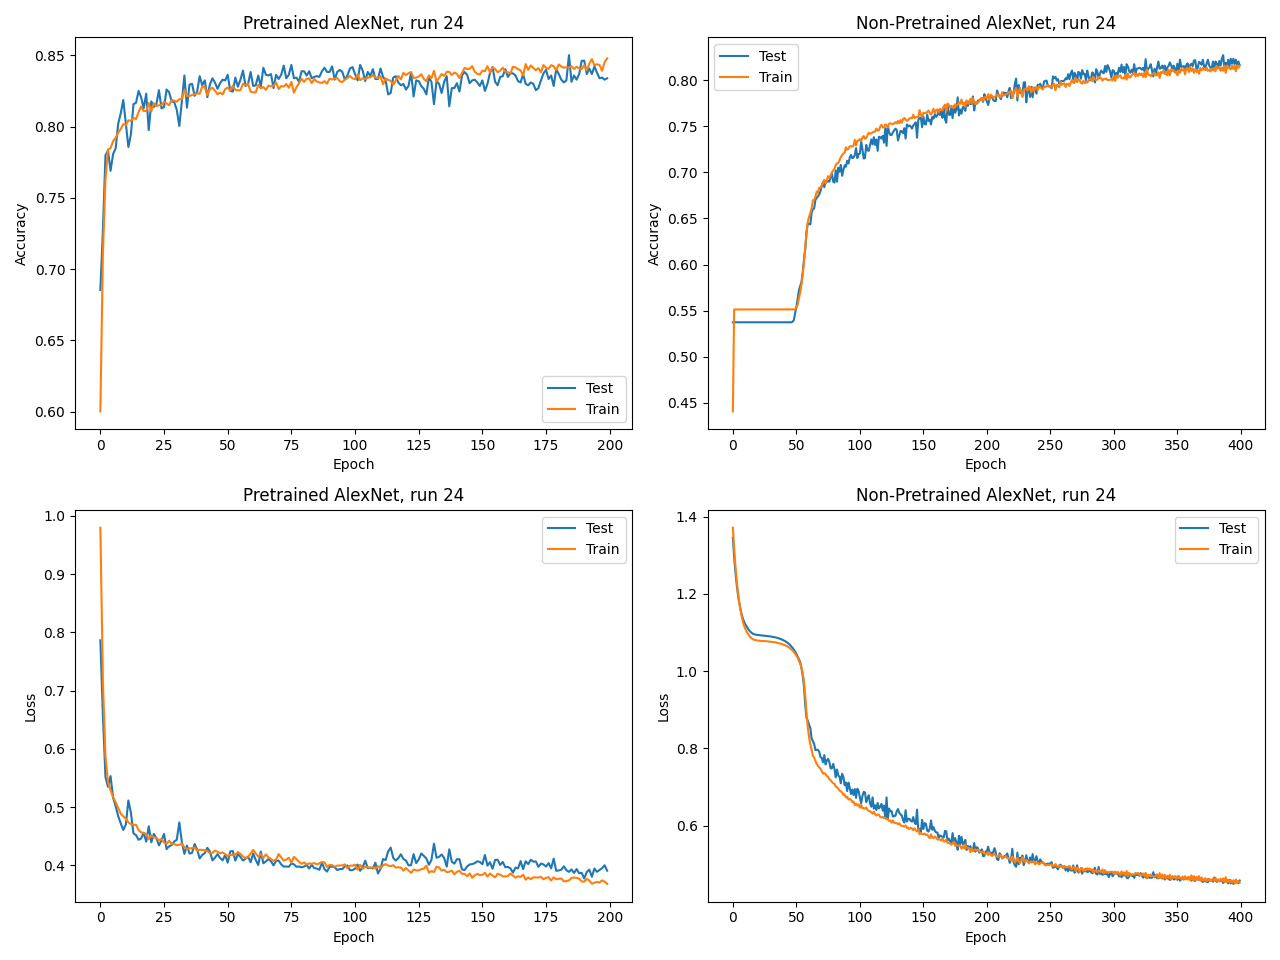 Pretrained AlexNet, run 24
0.85
0.80
0.75
0.70
0.65
0.60
Accuracy
Test
Train
0 25 50 75 100 125 150 175 200
Epoch
Non-Pretrained AlexNet, run 24
Test
Train
0.80
0.75
0.70
0.65
0.60
0.55
0.50
0.45
Accuracy
0 50 100 150 200 250 300 350 400
Epoch
Pretrained AlexNet, run 24
1.0
0.9
0.8
0.7
0.6
0.5
0.4
Loss
Test
Train
0 25 50 75 100 125 150 175 200
Epoch
Non-Pretrained AlexNet, run 24
1.4
1.2
1.0
0.8
0.6
Loss
Test
Train
0 50 100 150 200 250 300 350 400
Epoch